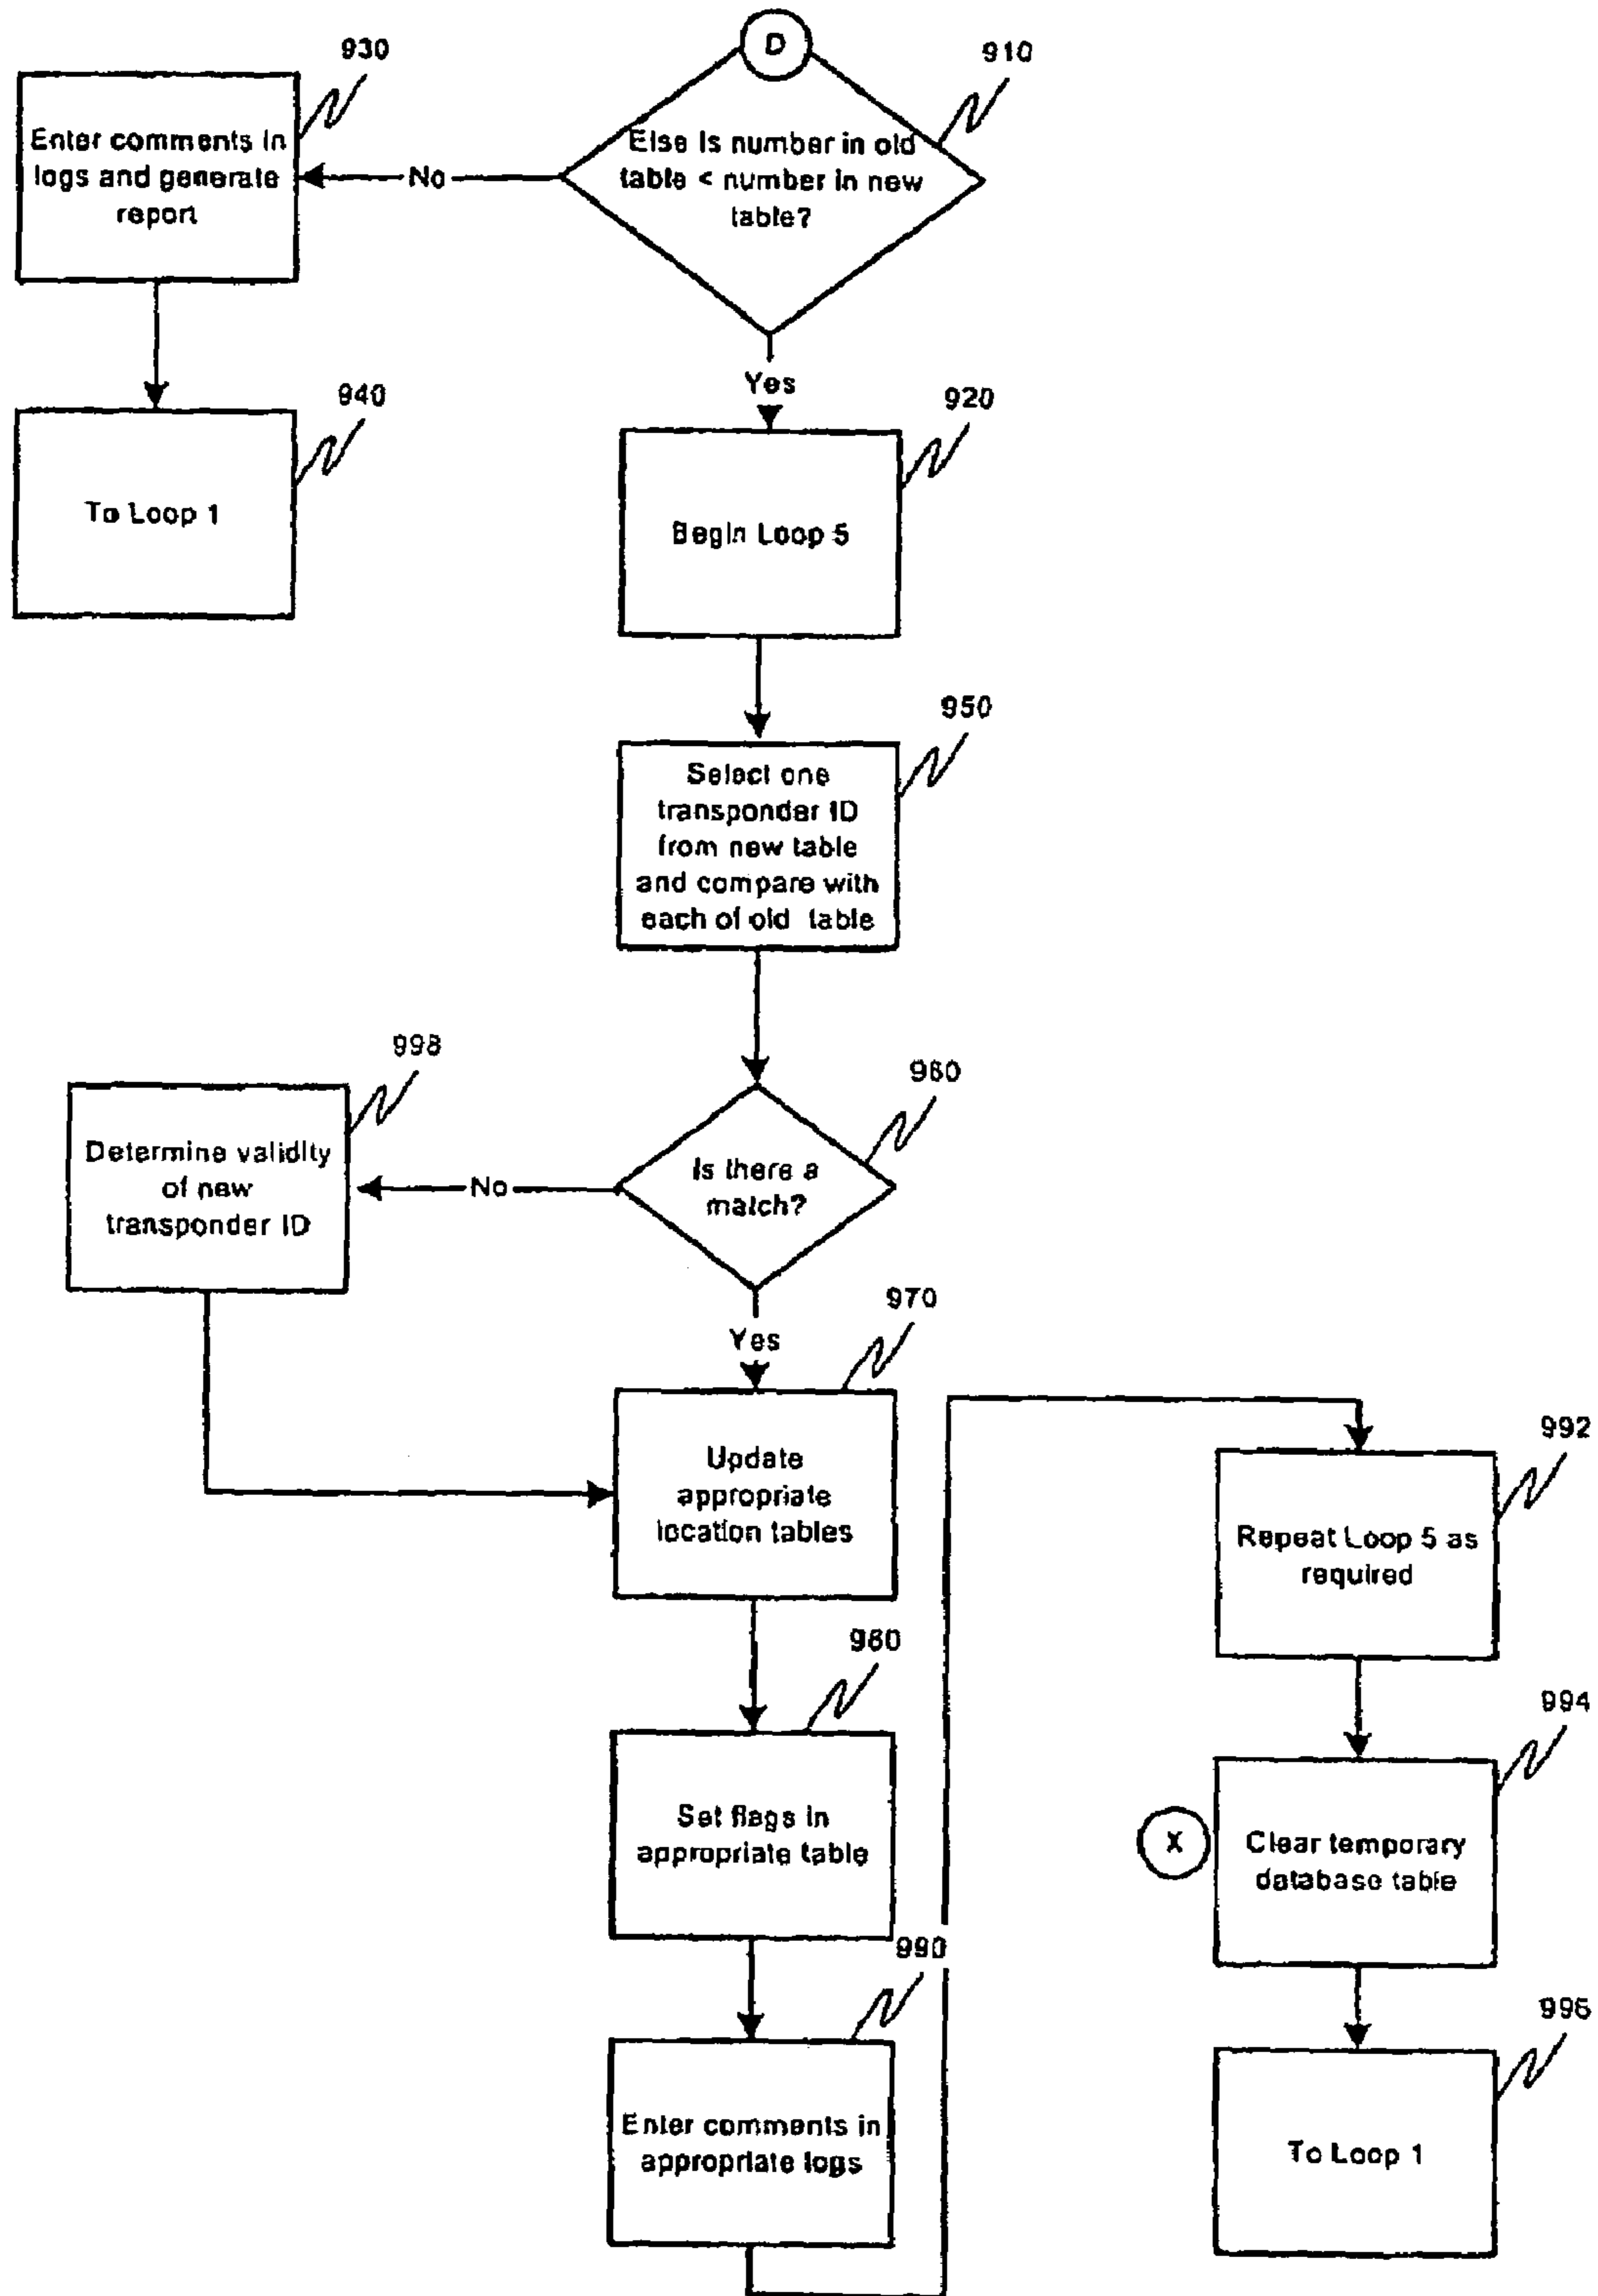 D
910
Else Is number in old
table < number in new
table?
No
930
Enter comments in
logs and generate
report
940
To Loop 1
Yes
920
Begin Loop 5
950
Select one
transponder ID
from new table
and compare with
each of old table
960
Is there a
match?
No
998
Determine validity
of new
transponder ID
Yes
970
Update
appropriate
location tables
980
Set flags in
appropriate table
990
Enter comments in
appropriate logs
992
Repeat Loop 5 as
required
994
X
Clear temporary
database table
996
To Loop 1